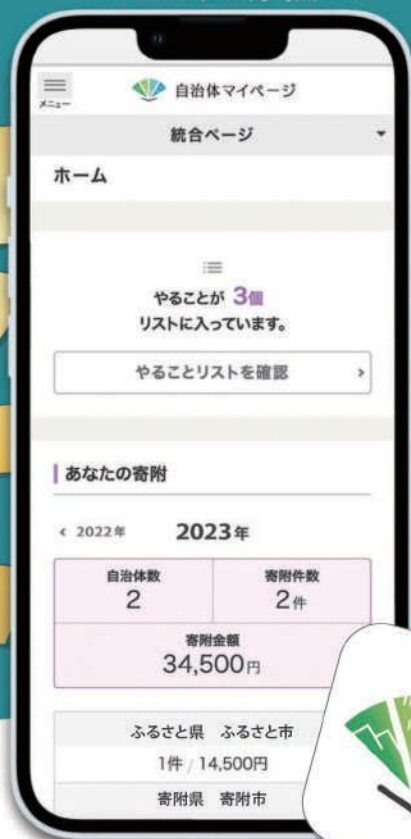 メニュー
自治体マイページ
統合ページ
ホーム
やることが 3個
リストに入っています。
やることリストを確認
あなたの寄附
2022年 2023年
自治体数 寄附件数
2 2件
寄附金額
34,500円
ふるさと県 ふるさと市
1件 / 14,500円
寄附県 寄附市